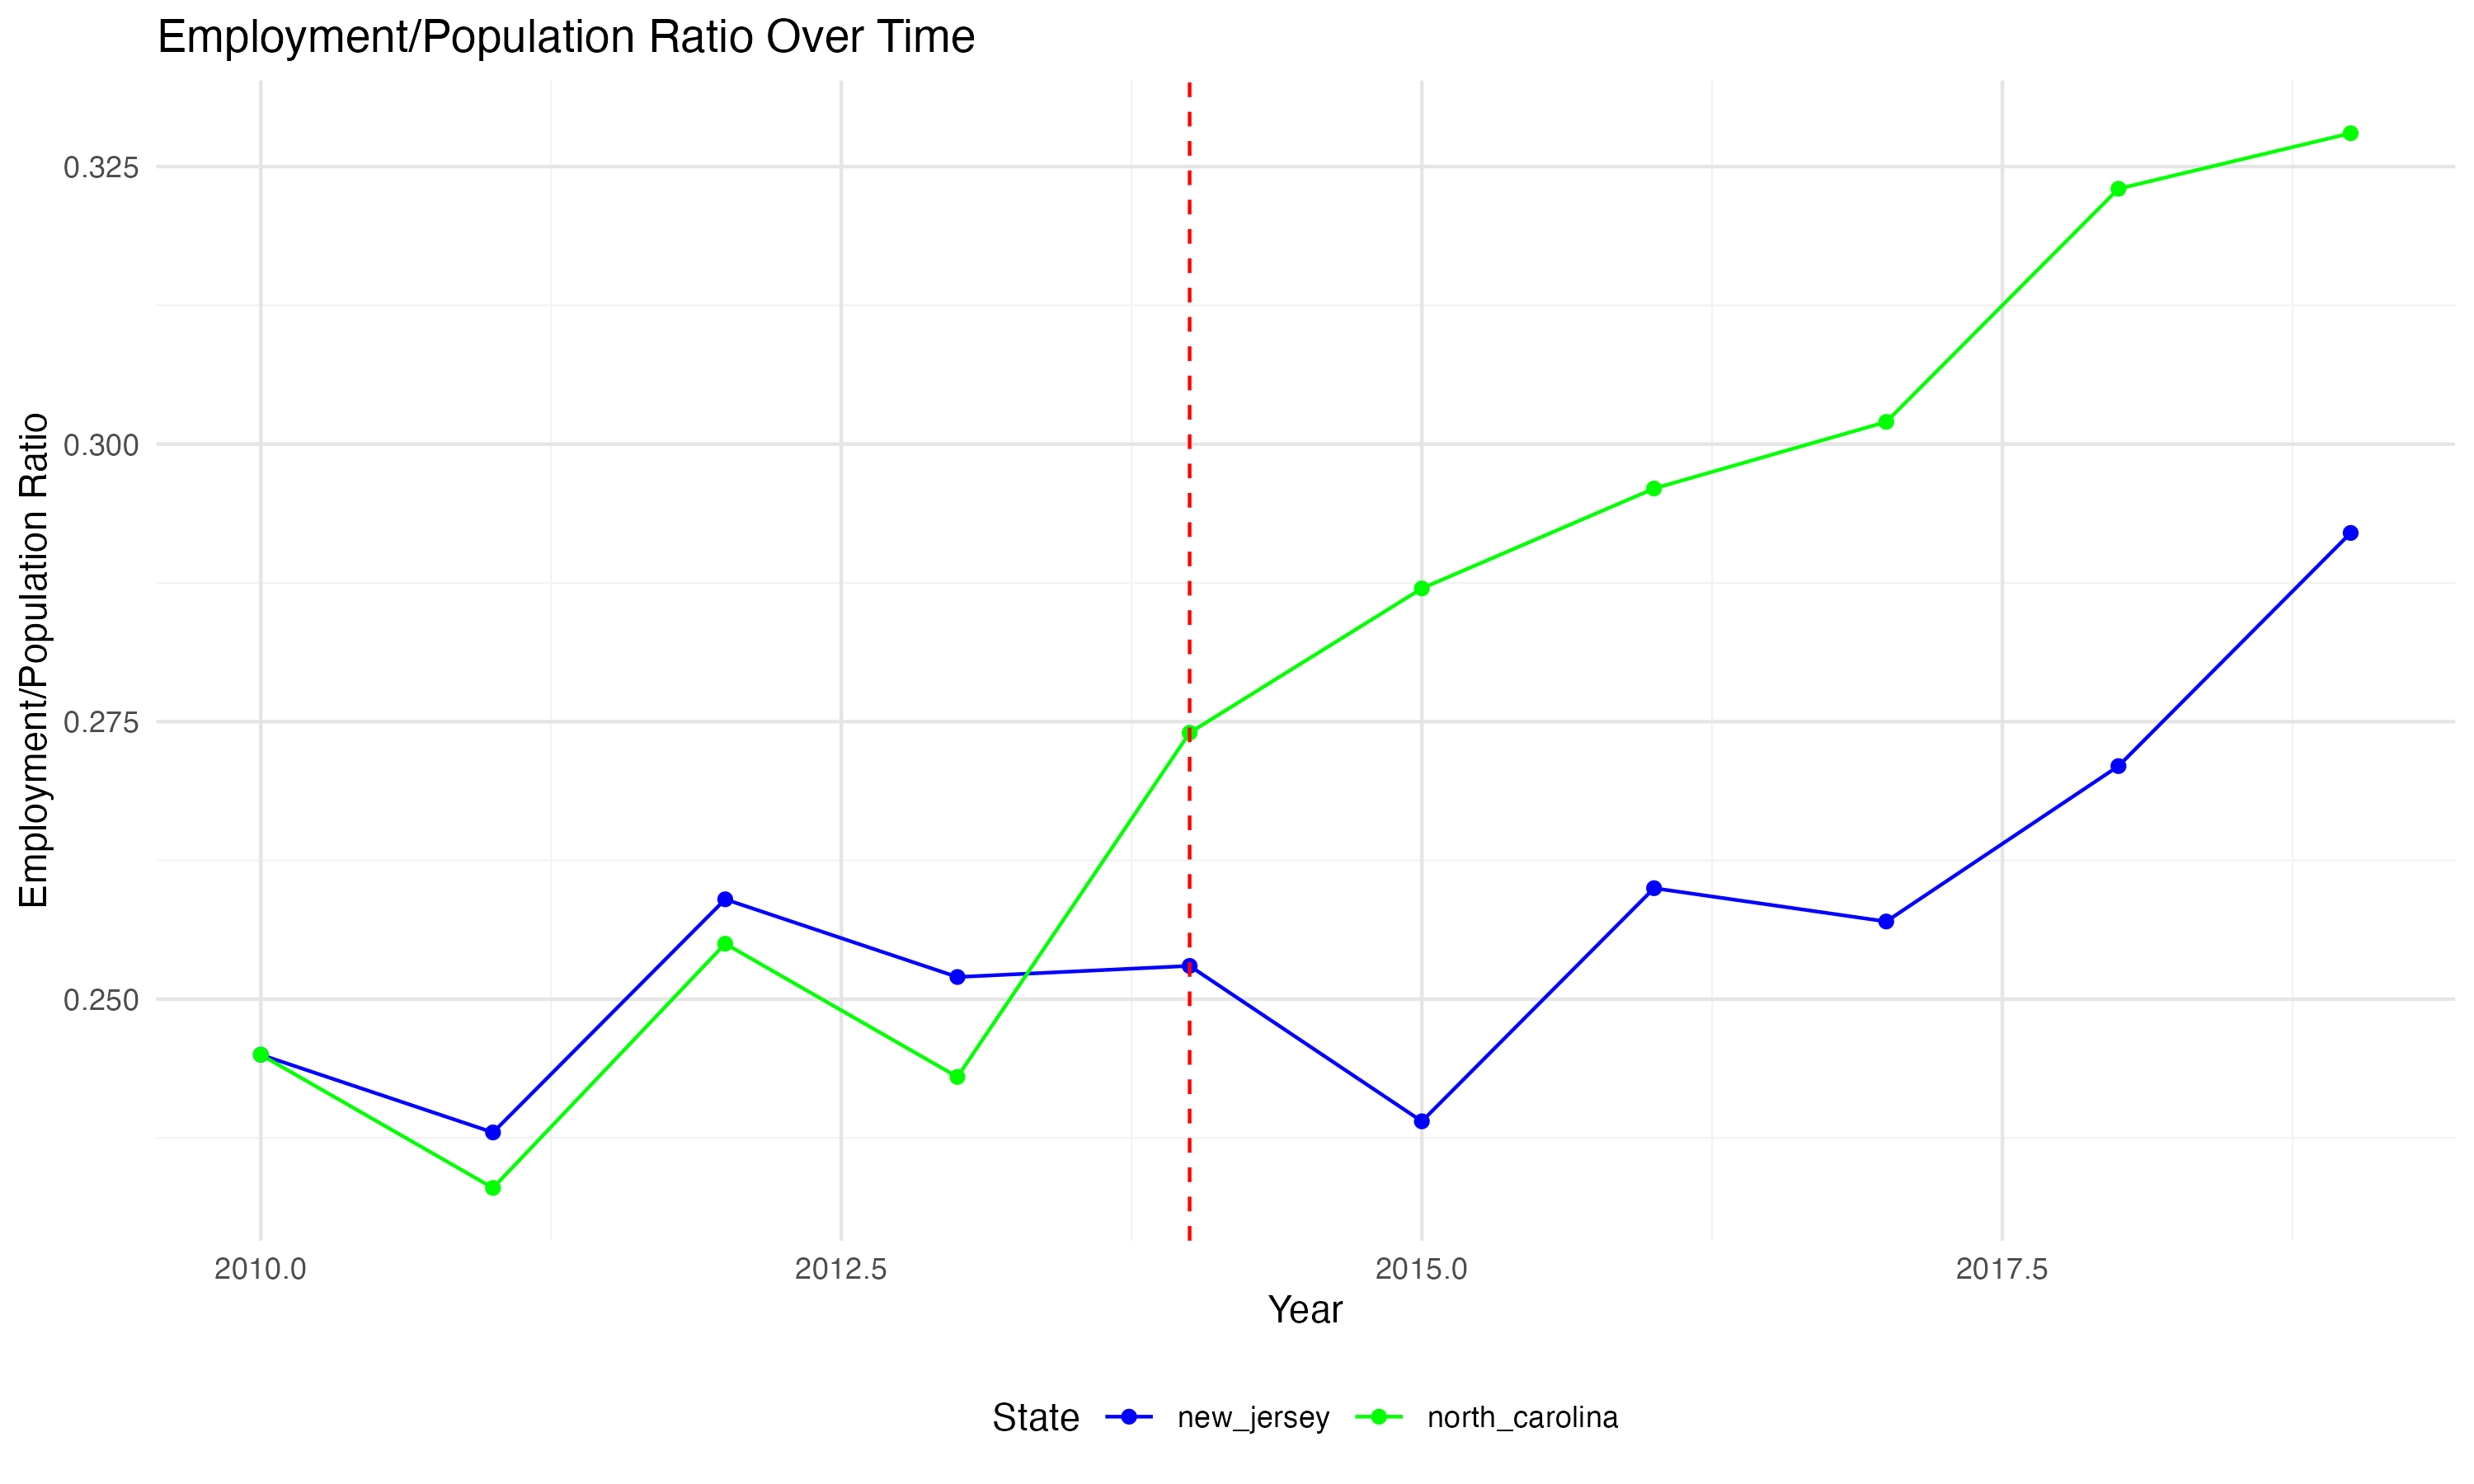 Employment/Population Ratio Over Time
Employment/Population Ratio
0.325
0.300
0.275
0.250
2010.0 2012.5 2015.0 2017.5
Year
State new_jersey north_carolina